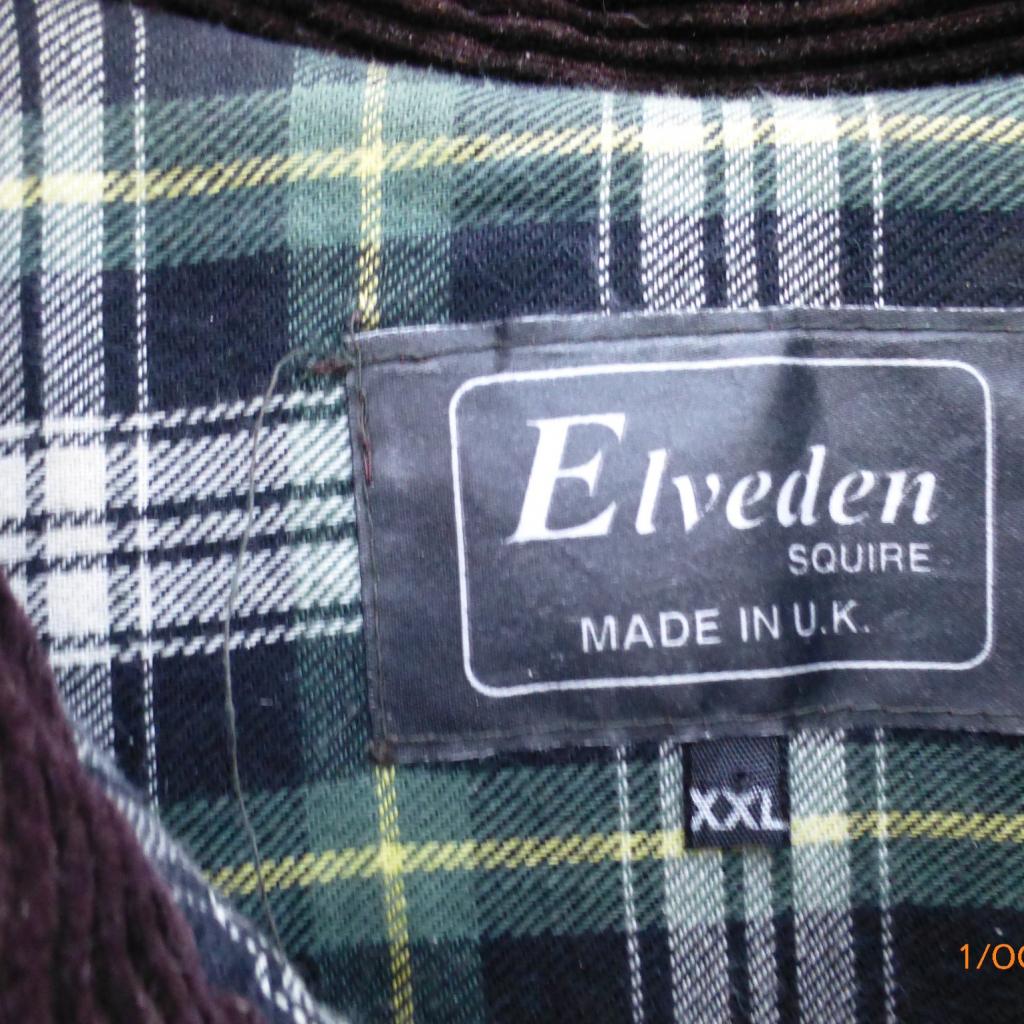 Elveden
SQUIRE
MADE IN U.K.
XXL